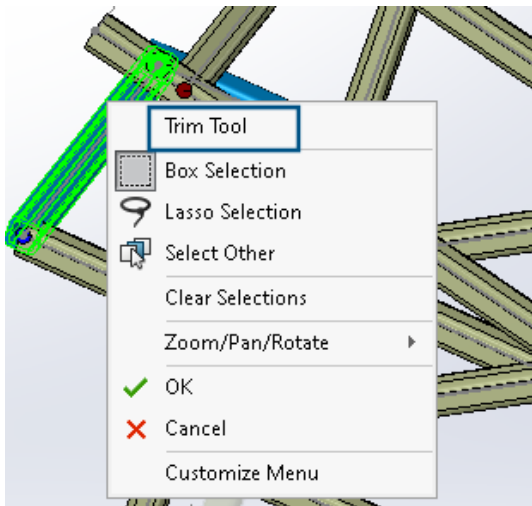 Trim Tool
Box Selection
Lasso Selection
Select Other
Clear Selections
Zoom/Pan/Rotate
OK
Cancel
Customize Menu